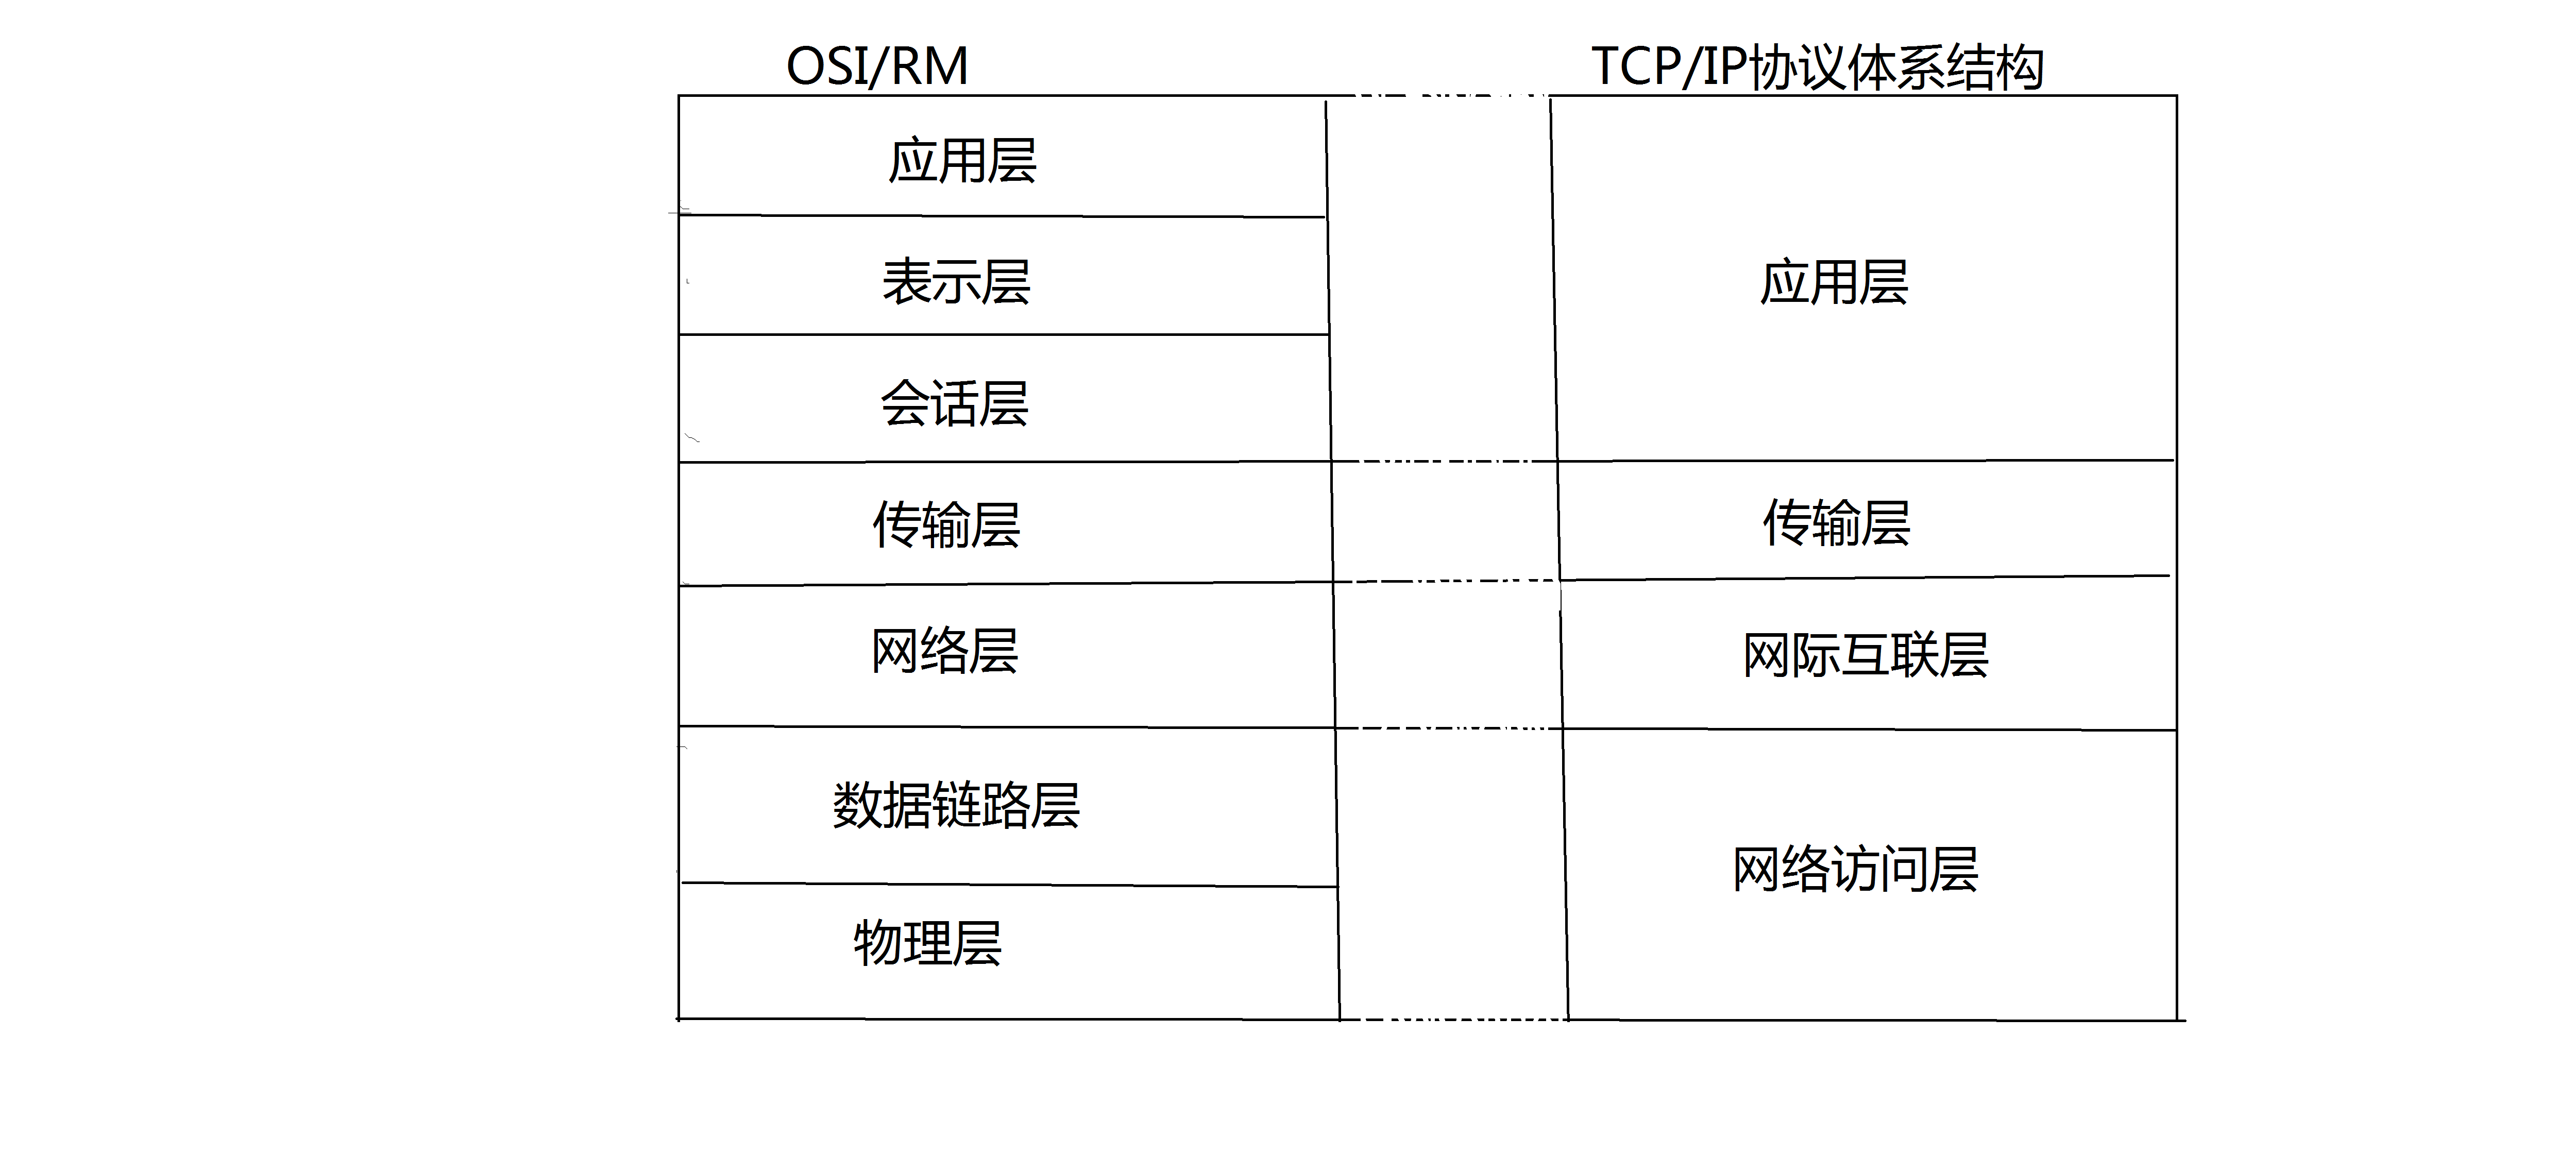 OSI/RM
TCP/IP协议体系结构
应用层
表示层
会话层
传输层
网络层
数据链路层
物理层
应用层
传输层
网际互联层
网络访问层